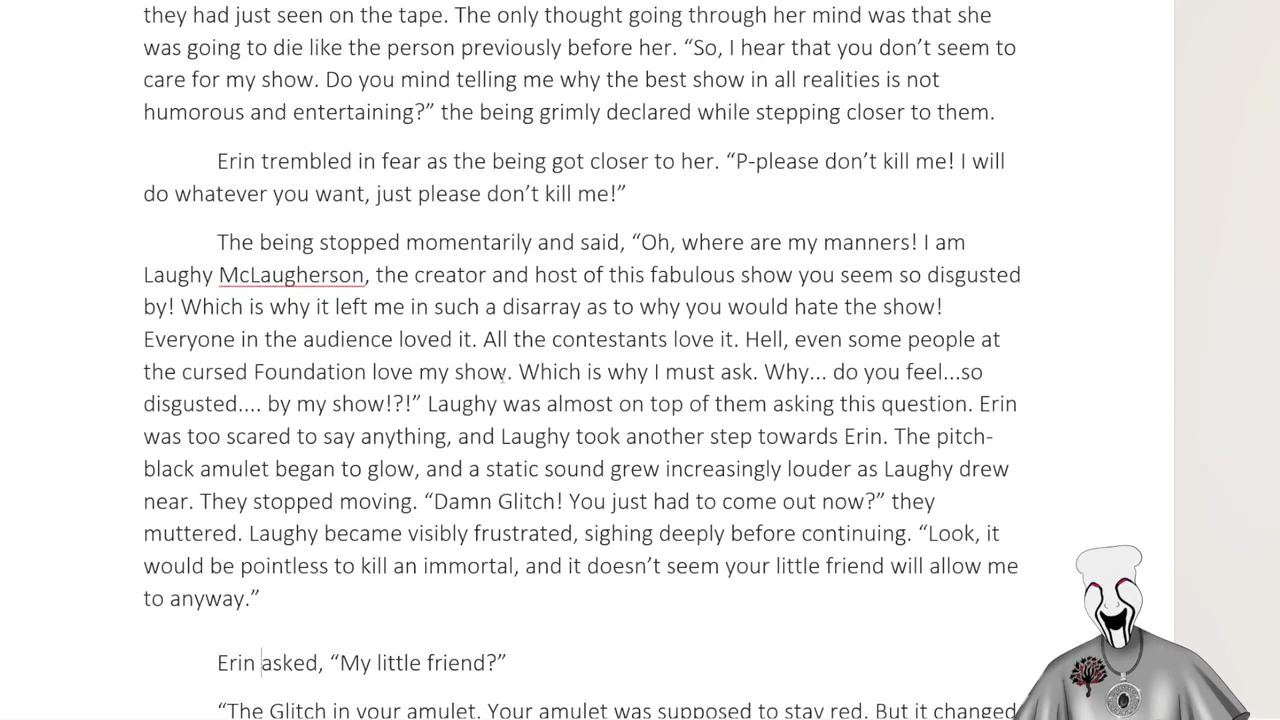 they had just seen on the tape. The only thought going through her mind was that she
was going to die like the person previously before her. “So, I hear that you don’t seem to
care for my show. Do you mind telling me why the best show in all realities is not
humorous and entertaining?” the being grimly declared while stepping closer to them.
Erin trembled in fear as the being got closer to her. “P-please don’t kill me! I will
do whatever you want, just please don’t kill me!”
The being stopped momentarily and said, “Oh, where are my manners! I am
Laughy McLaugherson, the creator and host of this fabulous show you seem so disgusted
by! Which is why it left me in such a disarray as to why you would hate the show!
Everyone in the audience loved it. All the contestants love it. Hell, even some people at
the cursed Foundation love my show. Which is why I must ask. Why... do you feel...so
disgusted.... by my show!?!” Laughy was almost on top of them asking this question. Erin
was too scared to say anything, and Laughy took another step towards Erin. The pitch-
black amulet began to glow, and a static sound grew increasingly louder as Laughy drew
near. They stopped moving. “Damn Glitch! You just had to come out now?” they
muttered. Laughy became visibly frustrated, sighing deeply before continuing. “Look, it
would be pointless to kill an immortal, and it doesn’t seem your little friend will allow me
to anyway.”
Erin asked, “My little friend?”
“The Glitch in your amulet. Your amulet was supposed to stay red. But it changed